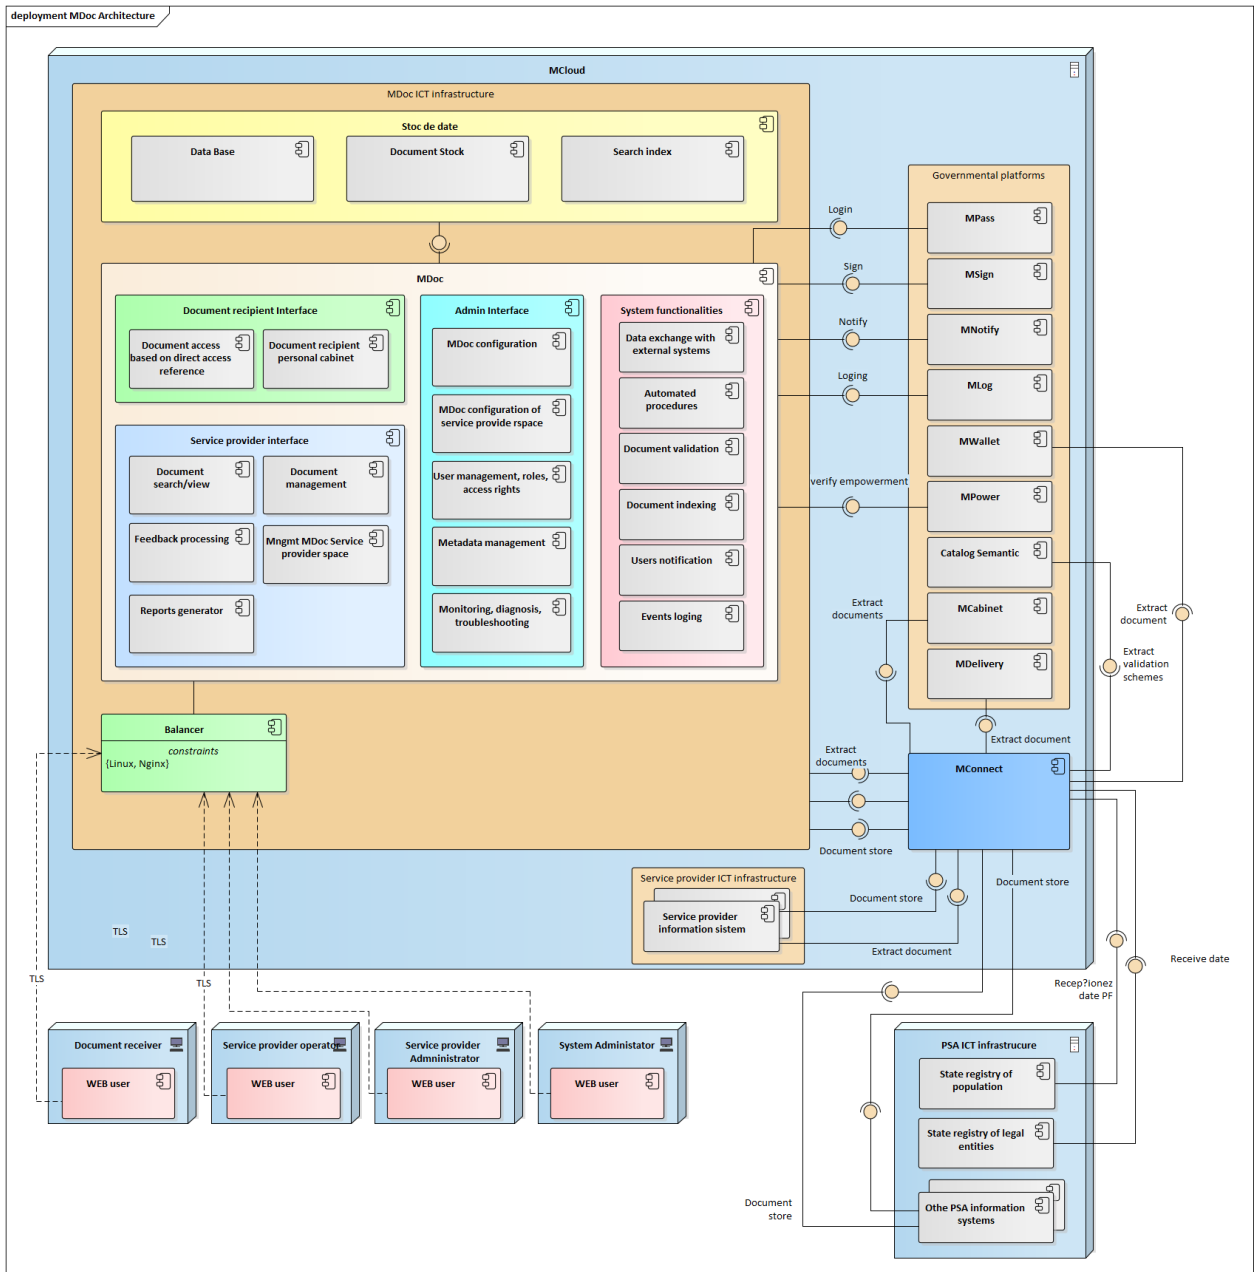 deployment MDoc Architecture
MCloud
MDoc ICT infrastructure
Stoc de date
Data Base
Document Stock
Search index
MDoc
Document recipient Interface
Document access
based on direct access
reference
Document recipient
personal cabinet
Service provider interface
Document
search/view
Document
management
Feedback processing
Mngmt MDoc Service
provider space
Reports generator
Admin Interface
MDoc configuration
MDoc configuration of
service provide rspace
User management, roles,
access rights
Metadata management
Monitoring, diagnosis,
troubleshooting
System functionalities
Data exchange with
external systems
Automated
procedures
Document validation
Document indexing
Users notification
Events loging
Login
Sign
Notify
Loging
verify empowerment
Governmental platforms
MPass
MSign
MNotify
MLog
MWallet
MPower
Catalog Semantic
MCabinet
MDelivery
Extract
documents
Extract
document
Extract
validation
schemes
Extract document
Balancer
constraints
{Linux, Nginx}
Extract
documents
MConnect
Document store
Service provider ICT infrastructure
Service provider
information sistem
Document store
Extract document
Document store
TLS
TLS
TLS
TLS
Receive date
Recep?ionez
date PF
Document receiver
WEB user
Service provider operator
WEB user
Service provider
Admninistrator
WEB user
System Administator
WEB user
PSA ICT infrastrucure
State registry of
population
State registry of legal
entities
Othe PSA information
systems
Document
store